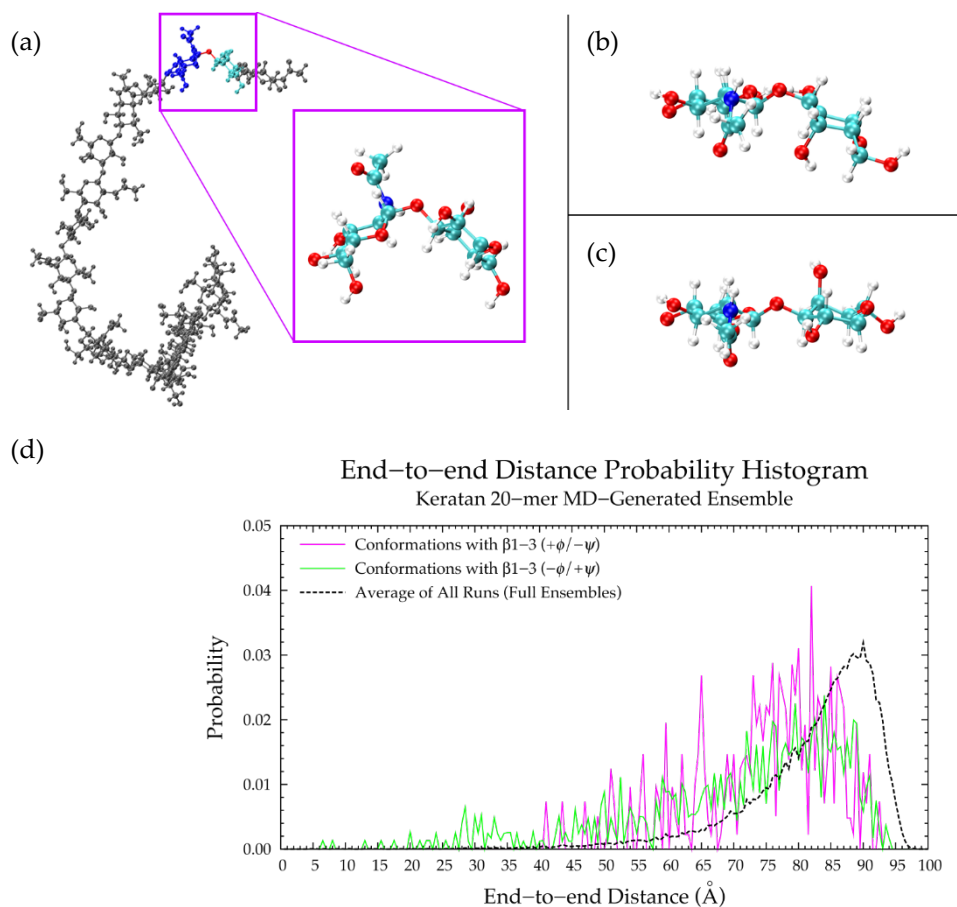 (a)
(b)
(c)
(d)
End−to−end Distance Probability Histogram
Keratan 20−mer MD−Generated Ensemble
0.05
0.04
0.03
0.02
0.01
0.00
Probability
Conformations with β1−3 (+ϕ/−ψ)
Conformations with β1−3 (−ϕ/+ψ)
Average of All Runs (Full Ensembles)
0 5 10 15 20 25 30 35 40 45 50 55 60 65 70 75 80 85 90 95 100
End−to−end Distance (Å)